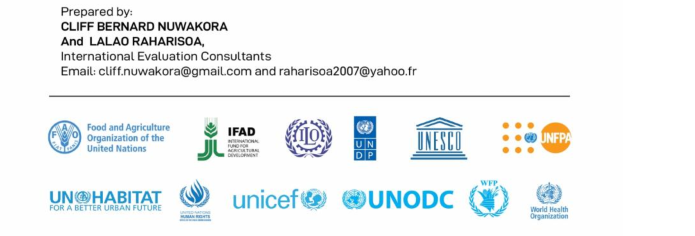 Prepared by:
CLIFF BERNARD NUWAKORA
And LALAO RAHARISOA,
International Evaluation Consultants
Email: cliff.nuwakora@gmail.com and raharisoa2007@yahoo.fr
FAO
Food and Agriculture
Organization of the
United Nations
IFAD
INTERNATIONAL
FUND FOR
AGRICULTURAL
DEVELOPMENT
ILO
UN
DP
UNESCO
UNFPA
UN HABITAT
FOR A BETTER URBAN FUTURE
UNITED NATIONS
HUMAN RIGHTS
unicef
UNODC
WFP
World Health
Organization